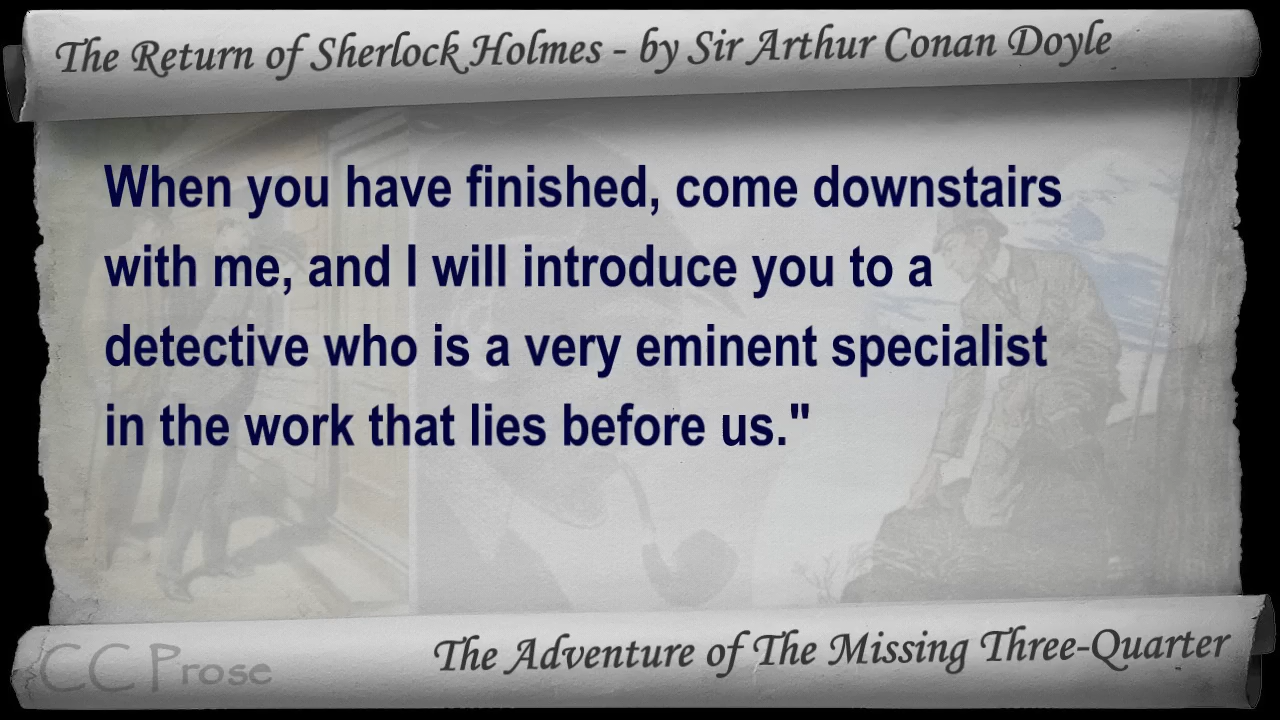 The Return of Sherlock Holmes - by Sir Arthur Conan Doyle
When you have finished, come downstairs
with me, and I will introduce you to a
detective who is a very eminent specialist
in the work that lies before us."
The Adventure of The Missing Three-Quarter
CC Prose